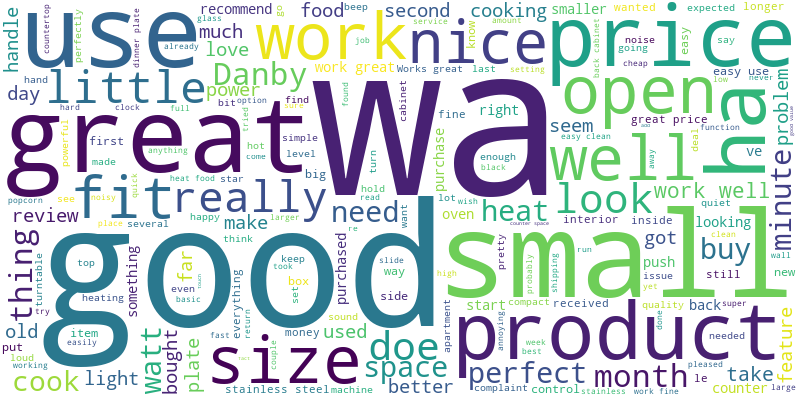 handle
countertop
glass
use
already
perfectly
dinner plate
recommend
go
beep
much
food
love
work
service
amount
job
second
cooking
know
smaller
wanted
nice
expected
longer
easy
noise
going
cheap
say
price
back cabinet
hand
day
little
Danby
power
work great
Works great
last
setting
open
easy use
low
never
problem
hard
clock
full
option
bit
find
sure
cabinet
fine
right
seem
great price
good value
powerful
great
first
made
anything
tried
hot
come
simple
level
turn
wa
purchase
enough
black
easy clean
well
away
deal
function
add
ha
ve
popcorn
see
noisy
quick
heat food
star
big
hold
read
lot
wish
oven
heat
look
work well
minute
fit
really
review
place
several
happy
larger
make
need
want
re
counter space
interior
inside
quiet
clean
wall
thing
turntable
try
top
something
think
far
keep
took
slide
way
set
box
side
purchased
good
small
pretty
run
probably
shipping
got
looking
push
issue
yet
buy
still
new
old
item
easily
heating
even
basic
everything
return
sound
high
start
compact
received
quality
back
super
put
loud
working
cook
light
watt
bought
plate
fast
size
money
couple
used
doe
space
better
apartment
annoying
product
week
best
perfect
complaint
control
done
month
le
needed
pleased
take
counter
feature
large
stainless steel
machine
stainless
work fine